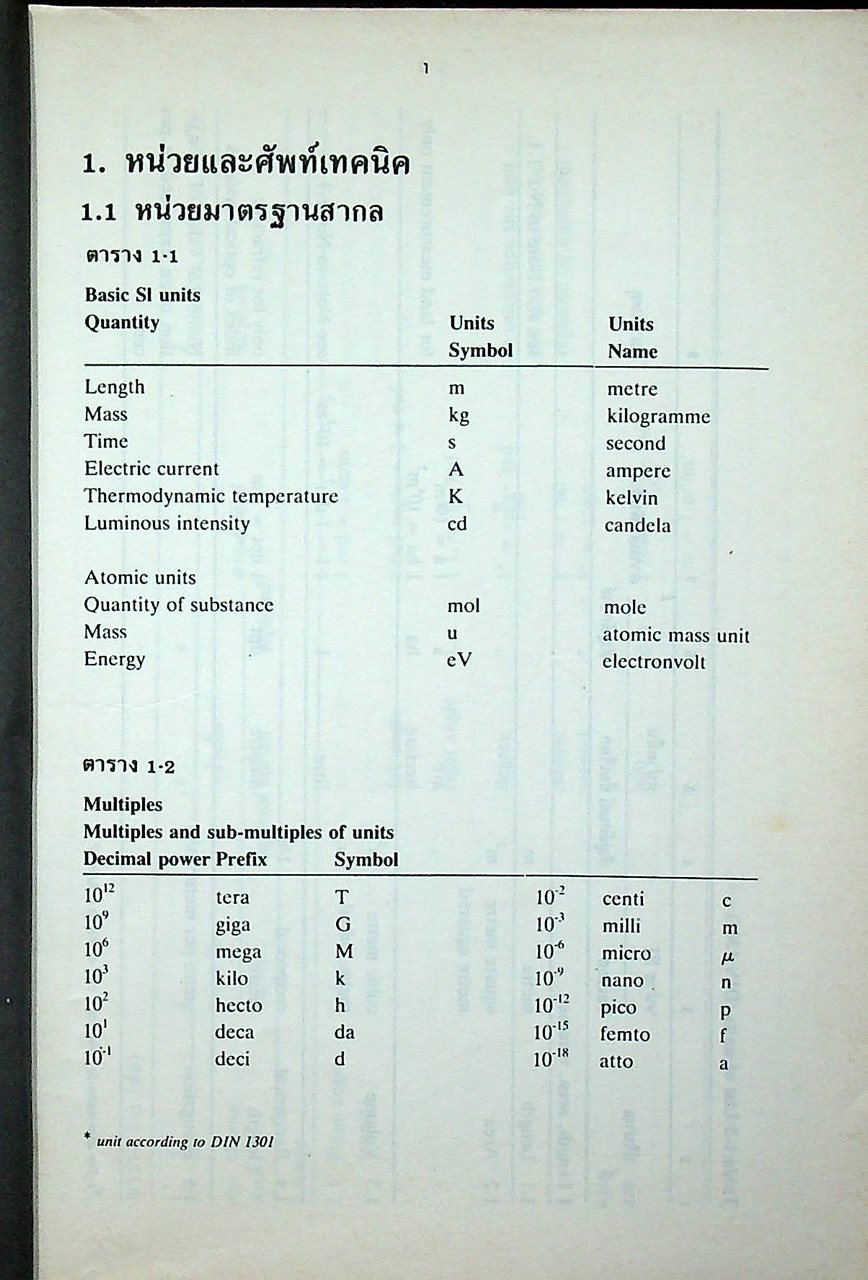 ๑
1. หน่วยและศัพท์เทคนิค
1.1 หน่วยมาตรฐานสากล
ตาราง 1-1
Basic SI units
Quantity Units Units
Symbol Name
Length m metre
Mass kg kilogramme
Time s second
Electric current A ampere
Thermodynamic temperature K kelvin
Luminous intensity cd candela
Atomic units
Quantity of substance mol mole
Mass u atomic mass unit
Energy eV electronvolt
ตาราง 1-2
Multiples
Multiples and sub-multiples of units
Decimal power Prefix Symbol
10¹² tera T 10⁻² centi c
10⁹ giga G 10⁻³ milli m
10⁶ mega M 10⁻⁶ micro μ
10³ kilo k 10⁻⁹ nano n
10² hecto h 10⁻¹² pico p
10¹ deca da 10⁻¹⁵ femto f
10⁻¹ deci d 10⁻¹⁸ atto a
* unit according to DIN 1301